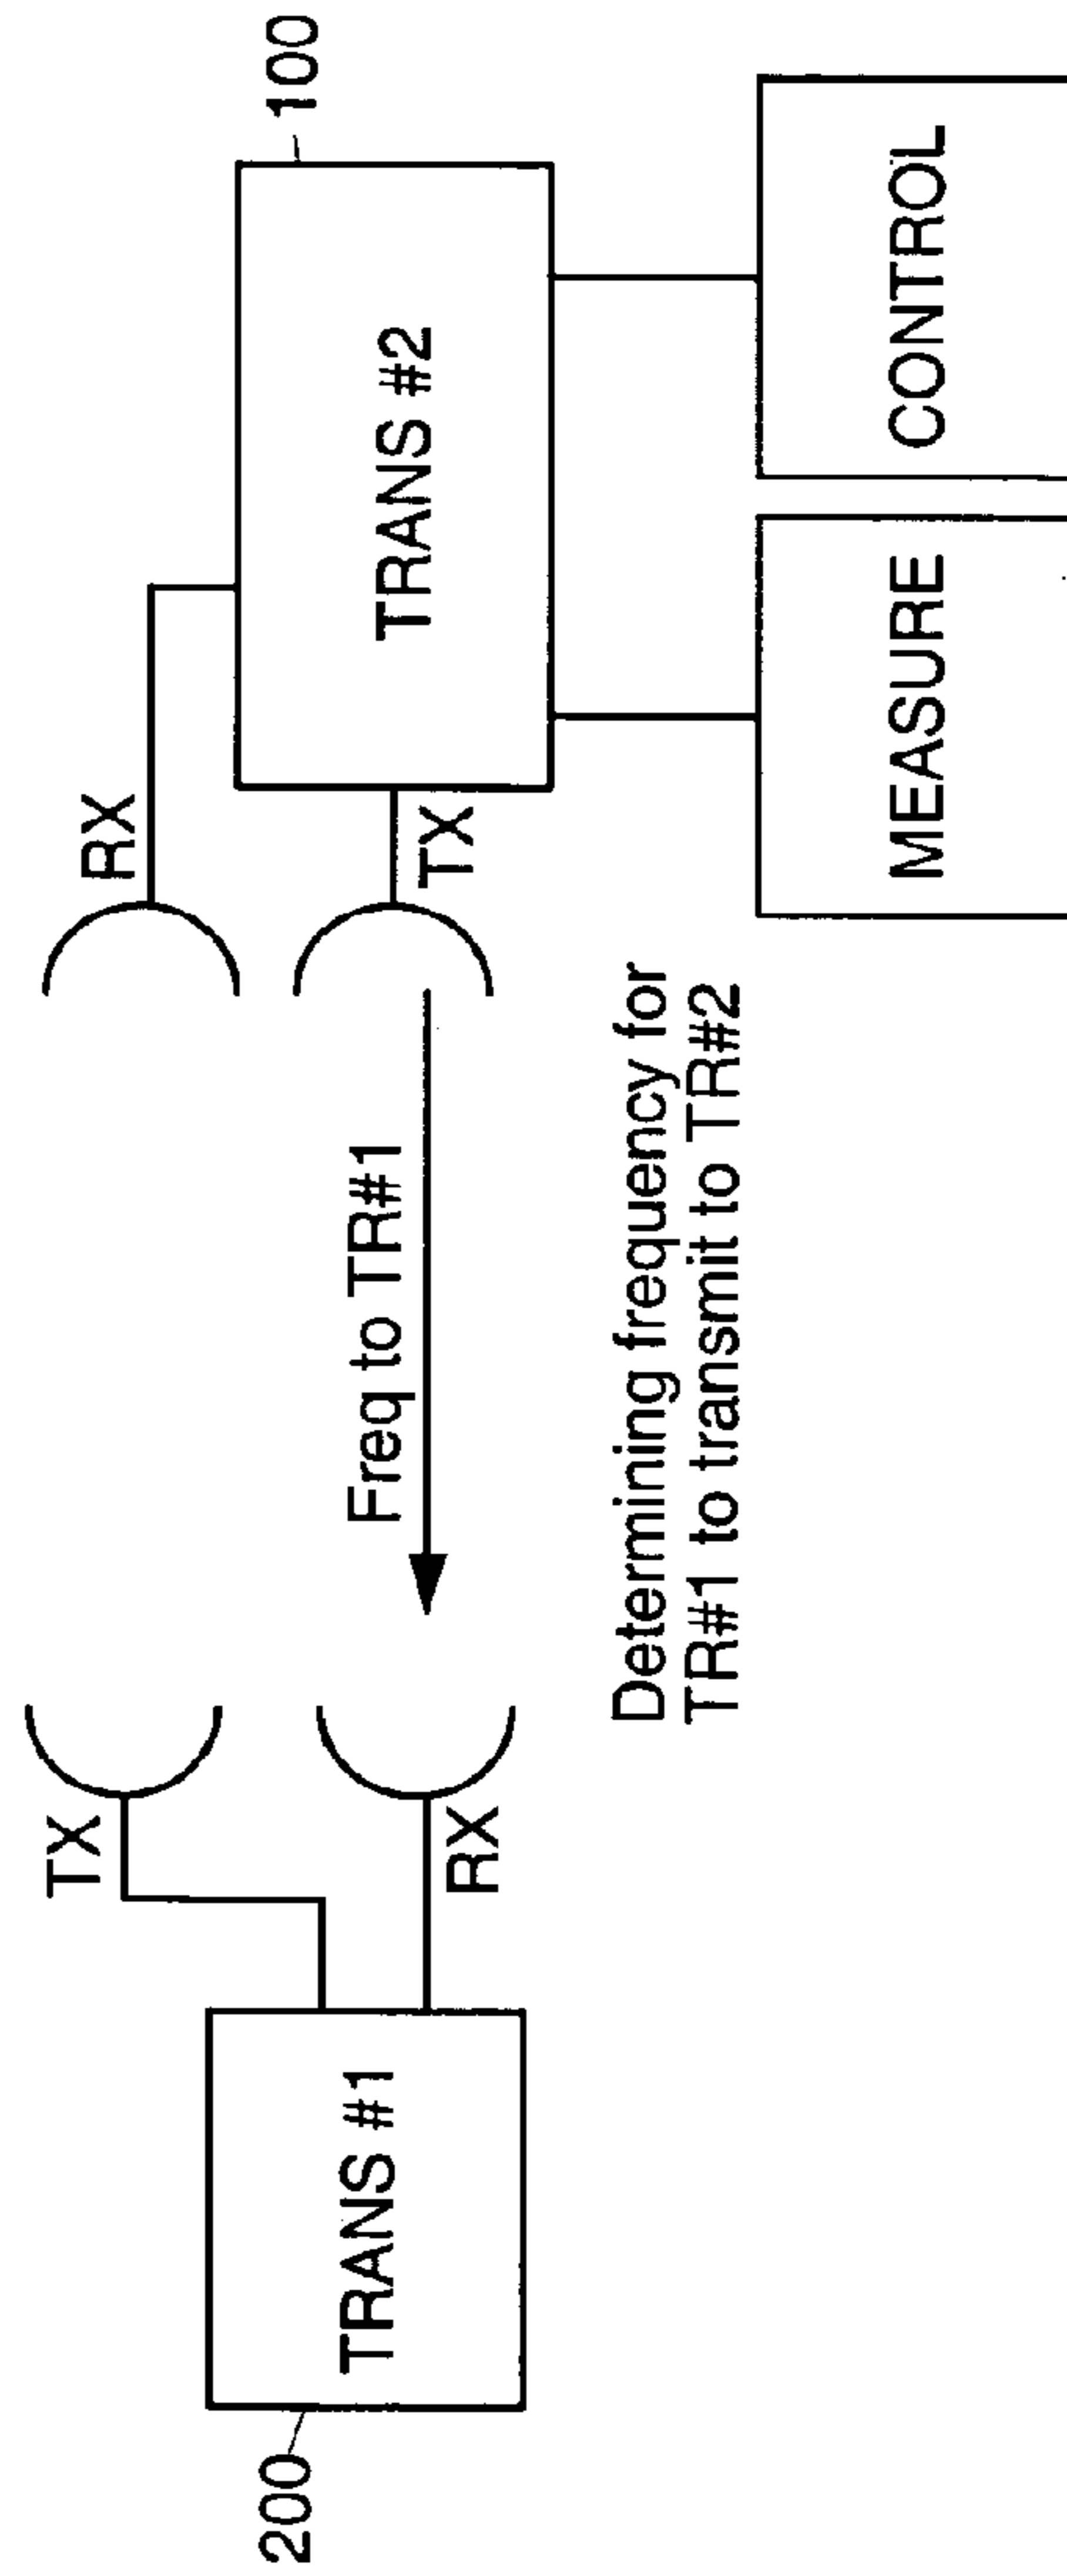 200
TRANS #1
TX
RX
Freq to TR#1
Determining frequency for
TR#1 to transmit to TR#2
RX
TX
TRANS #2
100
MEASURE
CONTROL